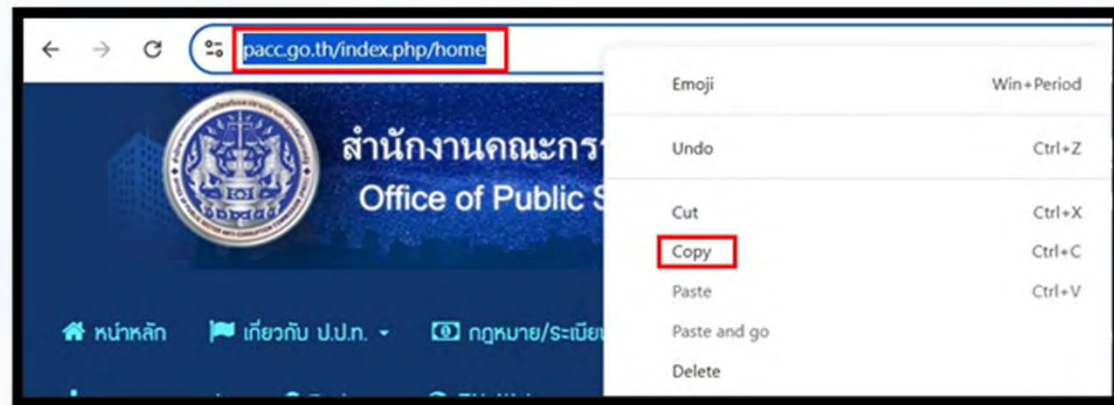 pacc.go.th/index.php/home
Emoji Win+Period
สำนักงานคณะกร
Undo Ctrl+Z
Office of Public S
Cut Ctrl+X
Copy Ctrl+C
Paste Ctrl+V
หน้าหลัก เกี่ยวกับ ป.ป.ท. กฎหมาย/ระเบียบ
Paste and go
Delete